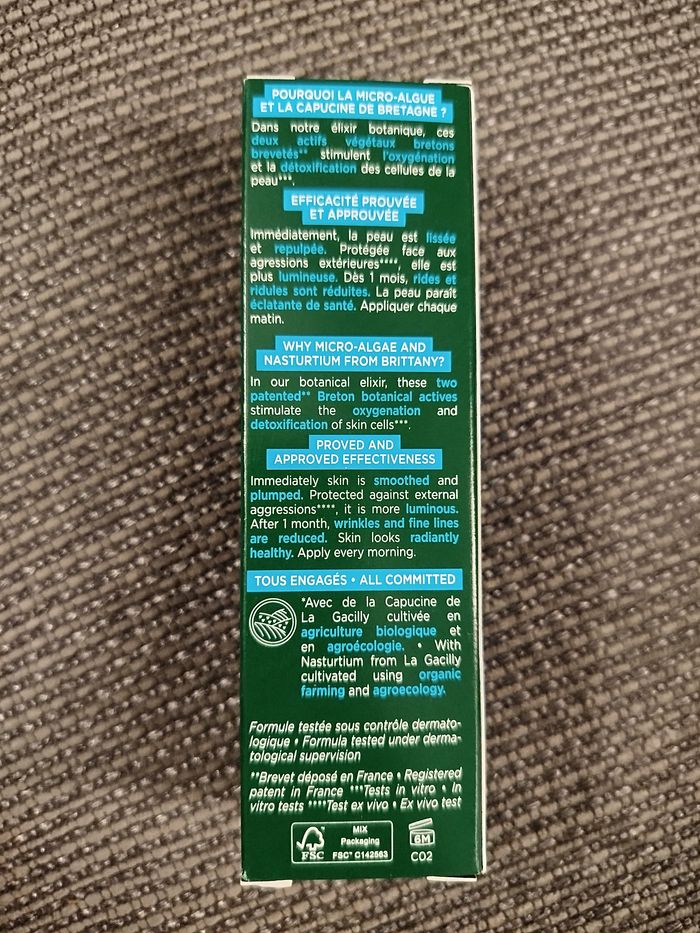 POURQUOI LA MICRO-ALGUE
ET LA CAPUCINE DE BRETAGNE ?
Dans notre élixir botanique, ces
deux actifs végétaux bretons
brevetés** stimulent l'oxygénation
et la détoxification des cellules de la
peau***.
EFFICACITÉ PROUVÉE
ET APPROUVÉE
Immédiatement, la peau est lissée
et repulpée. Protégée face aux
agressions extérieures****, elle est
plus lumineuse. Dès 1 mois, rides et
ridules sont réduites. La peau paraît
éclatante de santé. Appliquer chaque
matin.
WHY MICRO-ALGAE AND
NASTURTIUM FROM BRITTANY?
In our botanical elixir, these two
patented** Breton botanical actives
stimulate the oxygenation and
detoxification of skin cells***.
PROVED AND
APPROVED EFFECTIVENESS
Immediately skin is smoothed and
plumped. Protected against external
aggressions****, it is more luminous.
After 1 month, wrinkles and fine lines
are reduced. Skin looks radiantly
healthy. Apply every morning.
TOUS ENGAGÉS • ALL COMMITTED
*Avec de la Capucine de
La Gacilly cultivée en
agriculture biologique et
en agroécologie. • With
Nasturtium from La Gacilly
cultivated using organic
farming and agroecology.
Formule testée sous contrôle dermato-
logique • Formula tested under derma-
tological supervision
**Brevet déposé en France • Registered
patent in France ***Tests in vitro • In
vitro tests ****Test ex vivo • Ex vivo test
FSC
MIX
Packaging
FSC® C142563
6M
C02